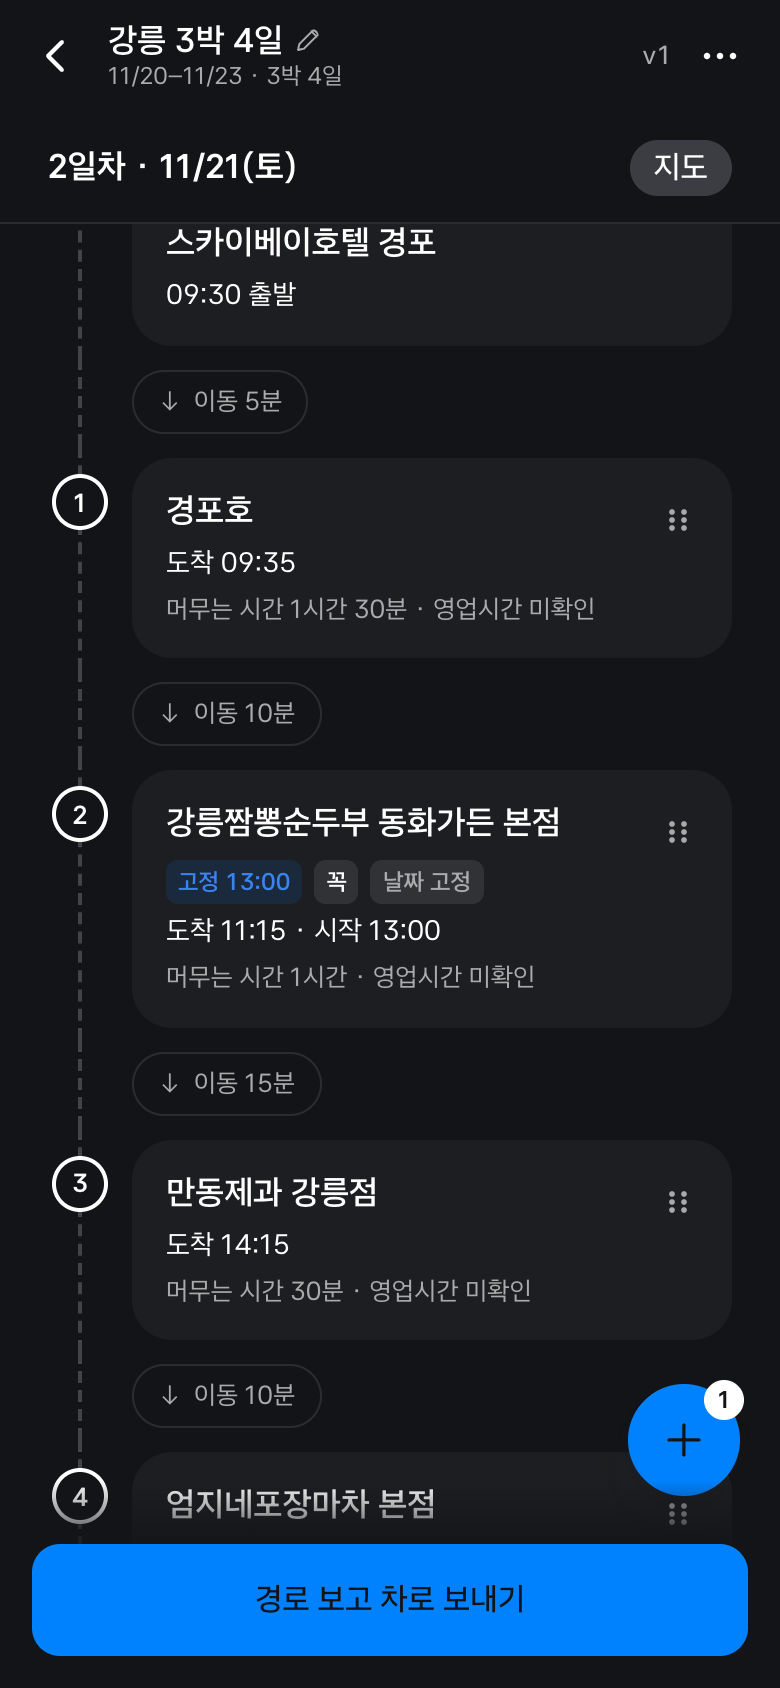 강릉 3박 4일
11/20–11/23 · 3박 4일
v1
2일차 · 11/21(토)
지도
스카이베이호텔 경포
09:30 출발
↓ 이동 5분
1
경포호
도착 09:35
머무는 시간 1시간 30분 · 영업시간 미확인
↓ 이동 10분
2
강릉짬뽕순두부 동화가든 본점
고정 13:00 꼭 날짜 고정
도착 11:15 · 시작 13:00
머무는 시간 1시간 · 영업시간 미확인
↓ 이동 15분
3
만동제과 강릉점
도착 14:15
머무는 시간 30분 · 영업시간 미확인
↓ 이동 10분
1
4
엄지네포장마차 본점
경로 보고 차로 보내기